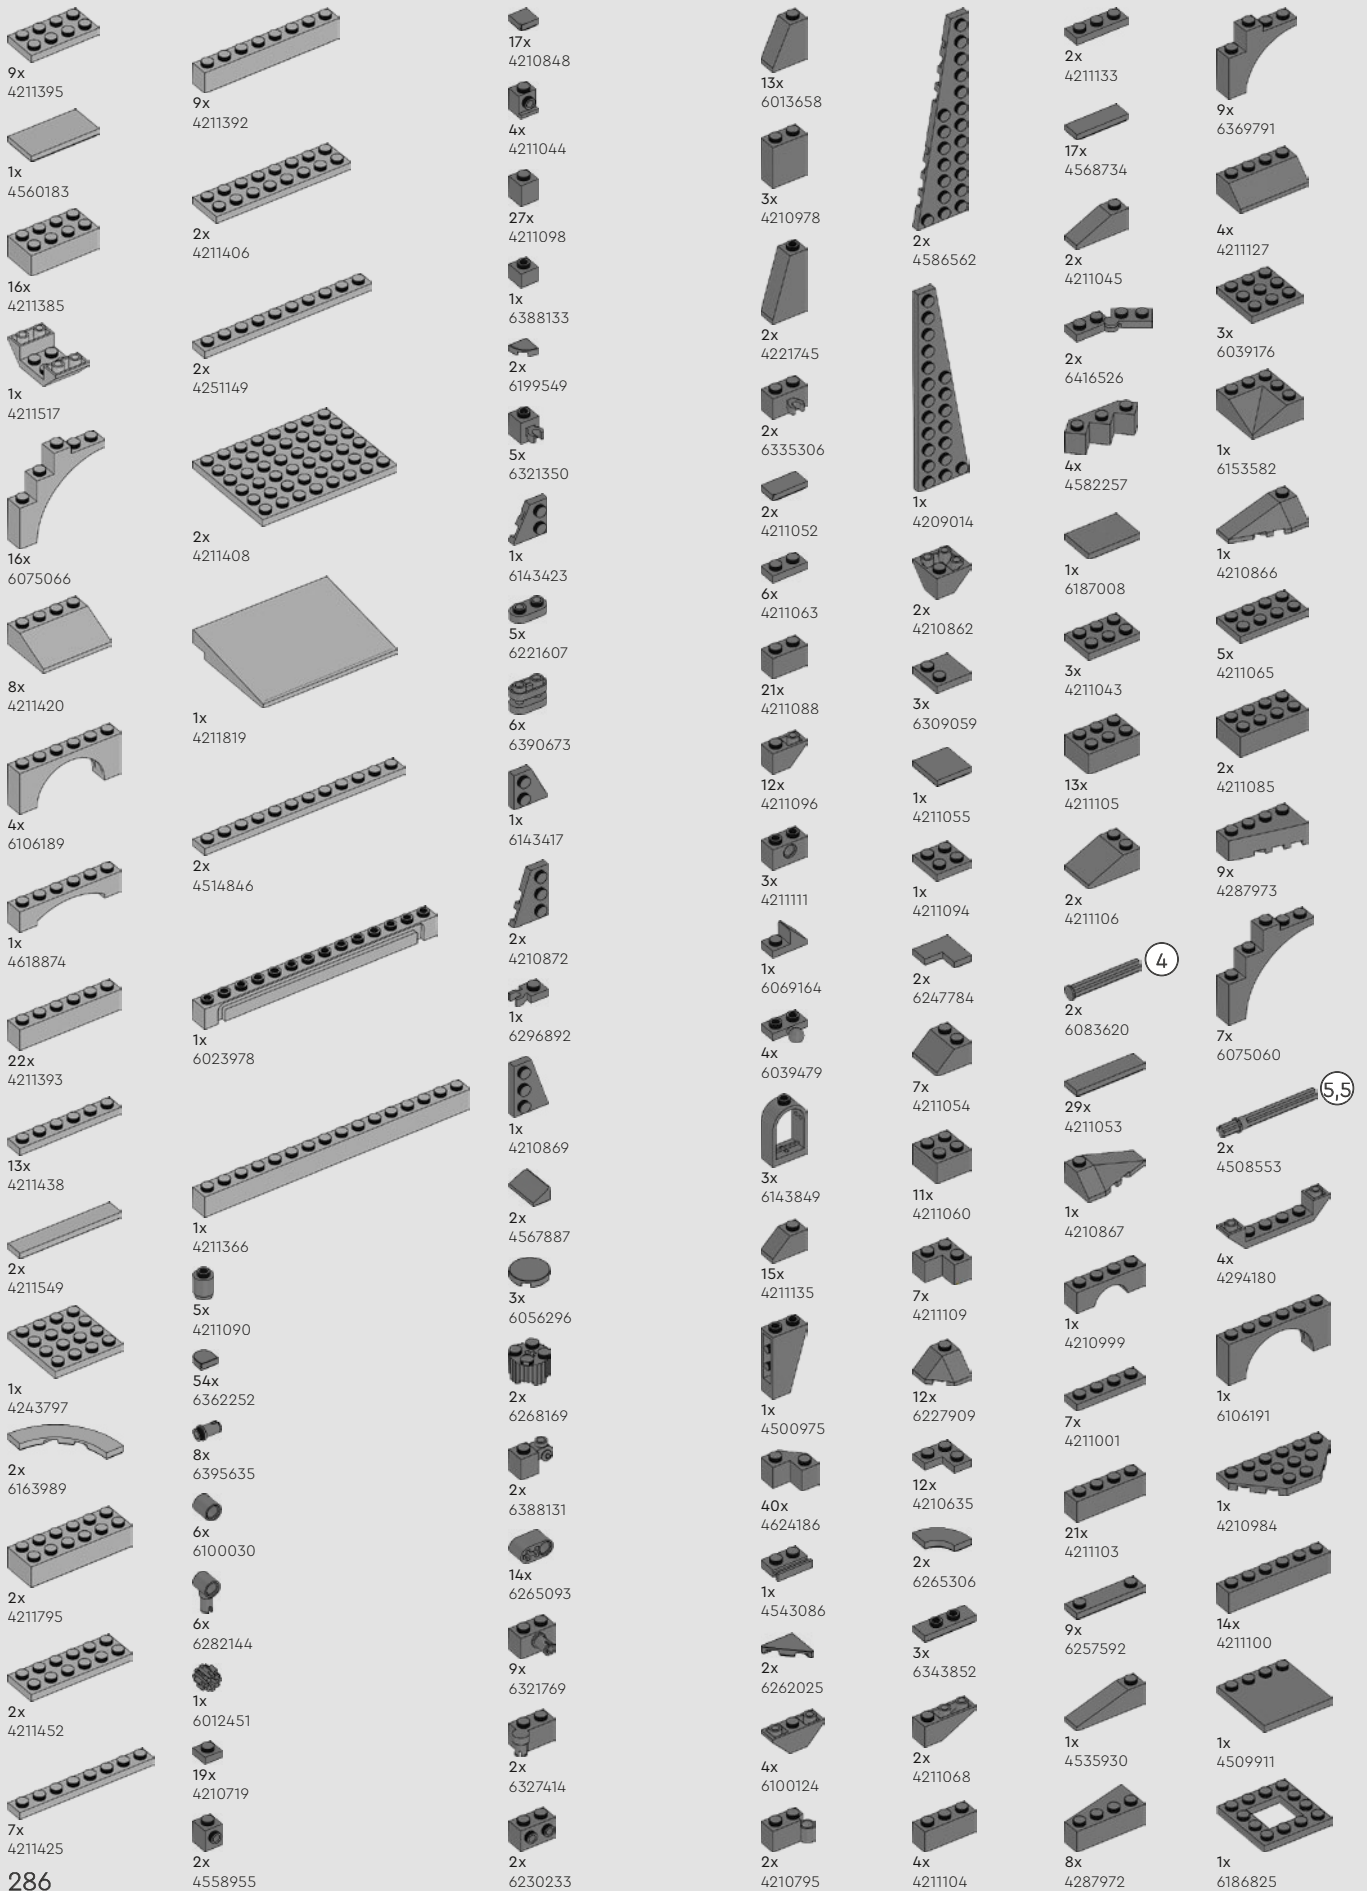 9x
4211395
1x
4560183
16x
4211385
1x
4211517
16x
6075066
8x
4211420
4x
6106189
1x
4618874
22x
4211393
13x
4211438
2x
4211549
1x
4243797
2x
6163989
2x
4211795
2x
4211452
7x
4211425
286
9x
4211392
2x
4211406
2x
4251149
2x
4211408
1x
4211819
2x
4514846
1x
6023978
1x
4211366
5x
4211090
54x
6362252
8x
6395635
6x
6100030
6x
6282144
1x
6012451
19x
4210719
2x
4558955
17x
4210848
4x
4211044
27x
4211098
1x
6388133
2x
6199549
5x
6321350
1x
6143423
5x
6221607
6x
6390673
1x
6143417
2x
4210872
1x
6296892
1x
4210869
2x
4567887
3x
6056296
2x
6268169
2x
6388131
14x
6265093
9x
6321769
2x
6327414
2x
6230233
13x
6013658
3x
4210978
2x
4221745
2x
6335306
2x
4211052
6x
4211063
21x
4211088
12x
4211096
3x
4211111
1x
6069164
4x
6039479
3x
6143849
15x
4211135
1x
4500975
40x
4624186
1x
4543086
2x
6262025
4x
6100124
2x
4210795
2x
4586562
1x
4209014
2x
4210862
3x
6309059
1x
4211055
1x
4211094
2x
6247784
7x
4211054
11x
4211060
7x
4211109
12x
6227909
12x
4210635
2x
6265306
3x
6343852
2x
4211068
4x
4211104
2x
4211133
17x
4568734
2x
4211045
2x
6416526
4x
4582257
1x
6187008
3x
4211043
13x
4211105
2x
4211106
4
2x
6083620
29x
4211053
1x
4210867
1x
4210999
7x
4211001
21x
4211103
9x
6257592
1x
4535930
8x
4287972
9x
6369791
4x
4211127
3x
6039176
1x
6153582
1x
4210866
5x
4211065
2x
4211085
9x
4287973
7x
6075060
5,5
2x
4508553
4x
4294180
1x
6106191
1x
4210984
14x
4211100
1x
4509911
1x
6186825